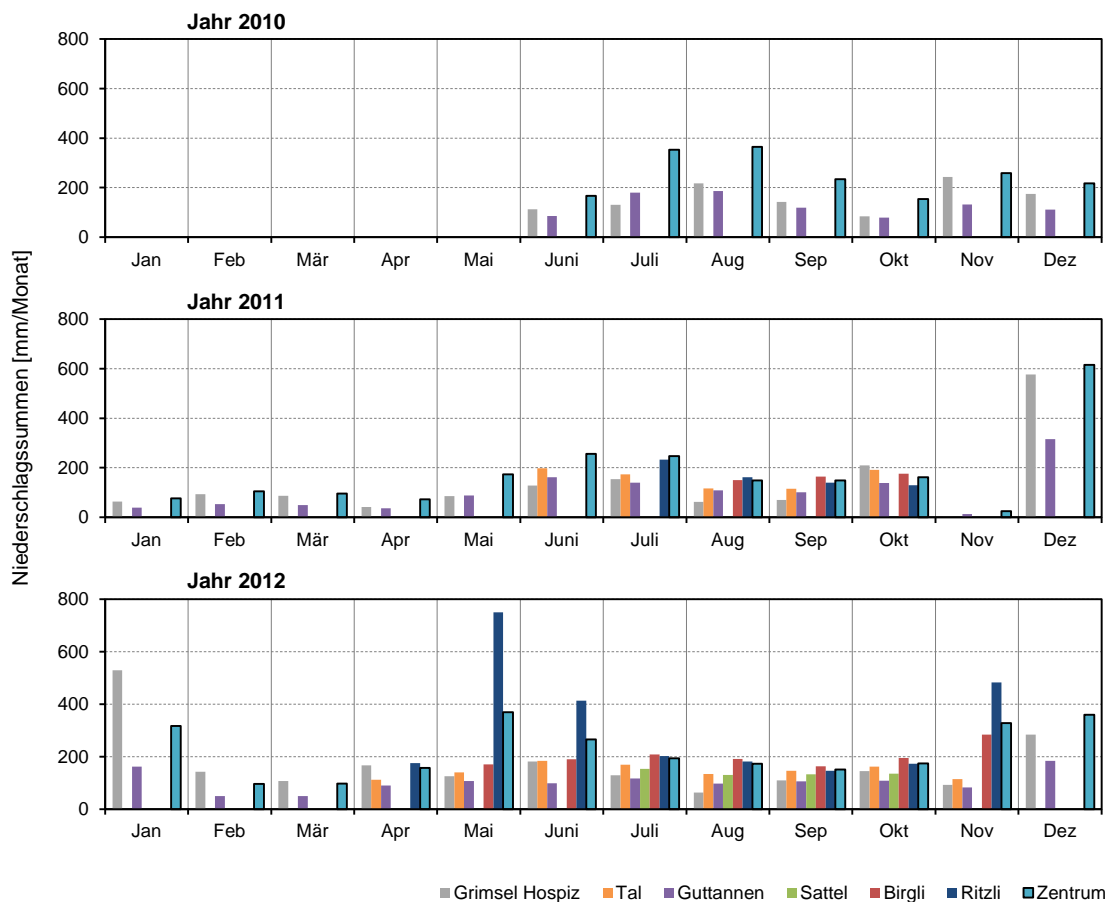 Jahr 2010
800
600
400
200
0
Jan Feb Mär Apr Mai Juni Juli Aug Sep Okt Nov Dez
Niederschlagssummen [mm/Monat]
Jahr 2011
800
600
400
200
0
Jan Feb Mär Apr Mai Juni Juli Aug Sep Okt Nov Dez
Jahr 2012
800
600
400
200
0
Jan Feb Mär Apr Mai Juni Juli Aug Sep Okt Nov Dez
Grimsel Hospiz Tal Guttannen Sattel Birgli Ritzli Zentrum